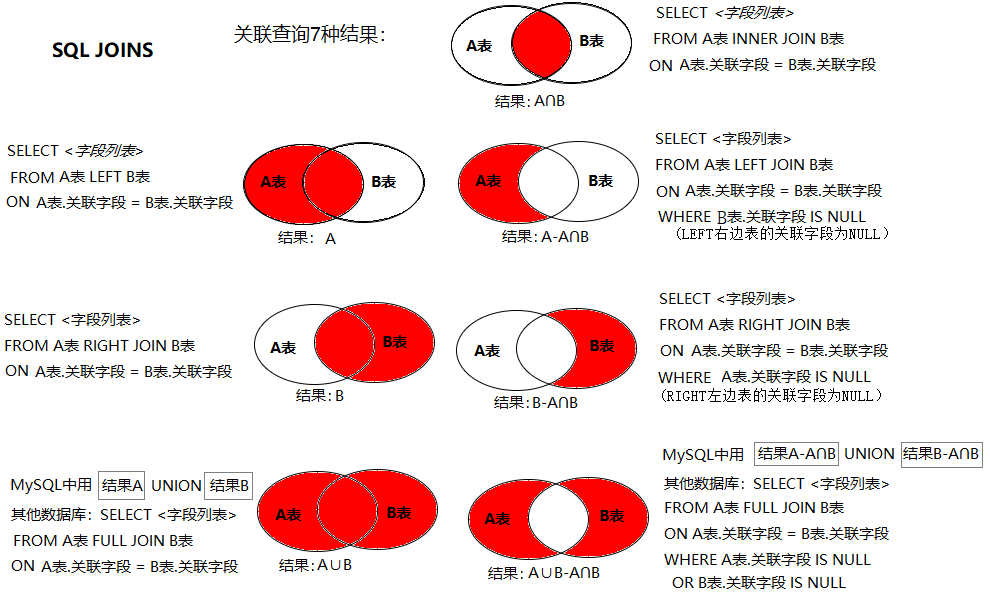 SQL JOINS
关联查询7种结果：
A表
B表
结果：A∩B
SELECT <字段列表>
FROM A表 INNER JOIN B表
ON A表.关联字段 = B表.关联字段
SELECT <字段列表>
FROM A表 LEFT B表
ON A表.关联字段 = B表.关联字段
A表
B表
结果： A
A表
B表
结果：A-A∩B
SELECT <字段列表>
FROM A表 LEFT JOIN B表
ON A表.关联字段 = B表.关联字段
WHERE B表.关联字段 IS NULL
（LEFT右边表的关联字段为NULL）
SELECT <字段列表>
FROM A表 RIGHT JOIN B表
ON A表.关联字段 = B表.关联字段
A表
B表
结果：B
A表
B表
结果:B-A∩B
SELECT <字段列表>
FROM A表 RIGHT JOIN B表
ON A表.关联字段 = B表.关联字段
WHERE A表.关联字段 IS NULL
（RIGHT左边表的关联字段为NULL）
MySQL中用 结果A UNION 结果B
其他数据库：SELECT <字段列表>
FROM A表 FULL JOIN B表
ON A表.关联字段 = B表.关联字段
A表
B表
结果:A∪B
A表
B表
结果：A∪B-A∩B
MySQL中用 结果A-A∩B UNION 结果B-A∩B
其他数据库：SELECT <字段列表>
FROM A表 FULL JOIN B表
ON A表.关联字段 = B表.关联字段
WHERE A表.关联字段 IS NULL
OR B表.关联字段 IS NULL